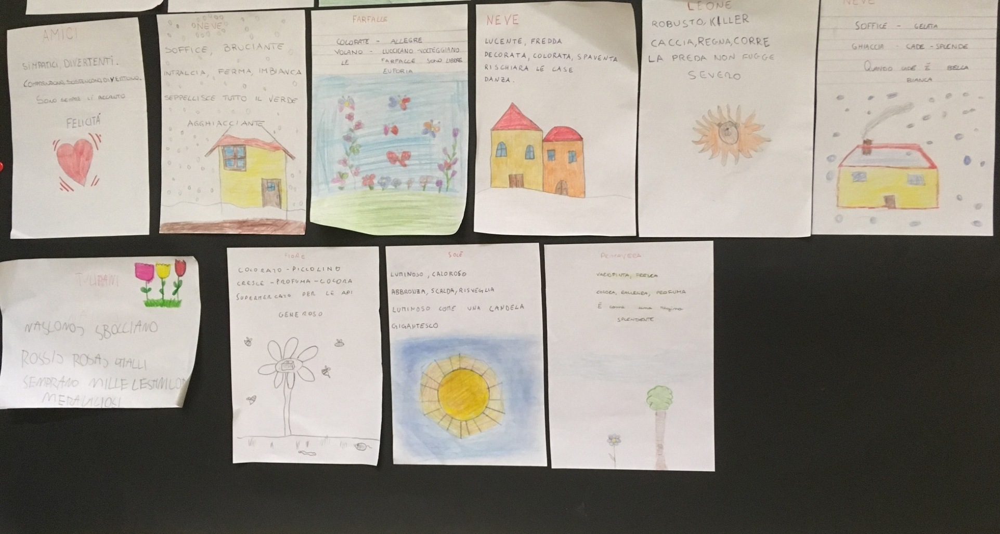 AMICI
SIMPATICI, DIVERTENTI.
COMPRENDONO, SOSTENGONO, DIVERTONO.
SONO SEMPRE LÌ ACCANTO
FELICITÁ
NEVE
SOFFICE, BRUCIANTE
INTRALCIA, FERMA, IMBIANCA
SEPPELLISCE TUTTO IL VERDE
AGGHIACCIANTE
FARFALLE
COLORATE - ALLEGRE
VOLANO - LUCCICANO - VOLTEGGIANO
LE FARFALLE SONO LIBERE
EUFORIA
NEVE
LUCENTE, FREDDA
DECORATA, COLORATA, SPAVENTA
RISCHIARA LE CASE
DANZA.
LEONE
ROBUSTO, KILLER
CACCIA, REGNA, CORRE
LA PREDA NON FUGGE
SEVERO
NEVE
SOFFICE - GELATA
GHIACCIA - CADE - SPLENDE
QUANDO CADE È BELLA
BIANCA
TULIPANI
NASCONO, SBOCCIANO
ROSSI, ROSA, GIALLI
SEMBRANO MILLE
MERAVIGLIOSI
FIORE
COLORATO - PICCOLINO
CRESCE - PROFUMA - COLORA
SUPERMERCATO PER LE API
GENEROSO
SOLE
LUMINOSO, CALOROSO
ABBRONZA, SCALDA, RISVEGLIA
LUMINOSO COME UNA CANDELA
GIGANTESCO
PRIMAVERA
VARIOPINTA, FRESCA
COLORA, RALLEGRA, PROFUMA
È come una regina
SPLENDENTE